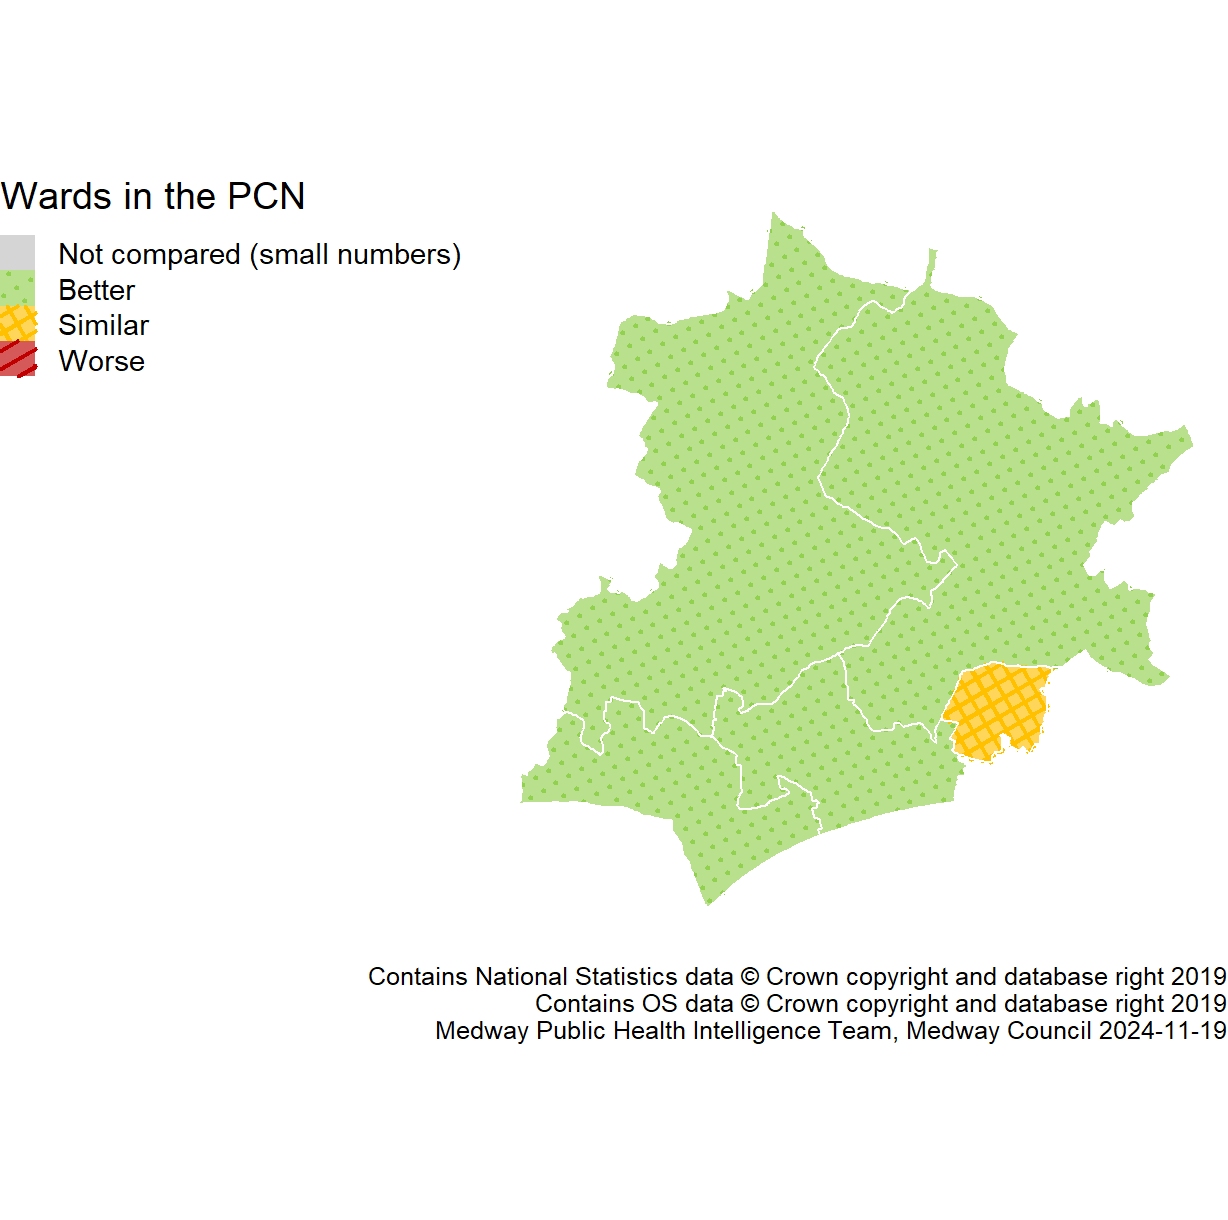 Wards in the PCN
Not compared (small numbers)
Better
Similar
Worse
Contains National Statistics data © Crown copyright and database right 2019
Contains OS data © Crown copyright and database right 2019
Medway Public Health Intelligence Team, Medway Council 2024-11-19